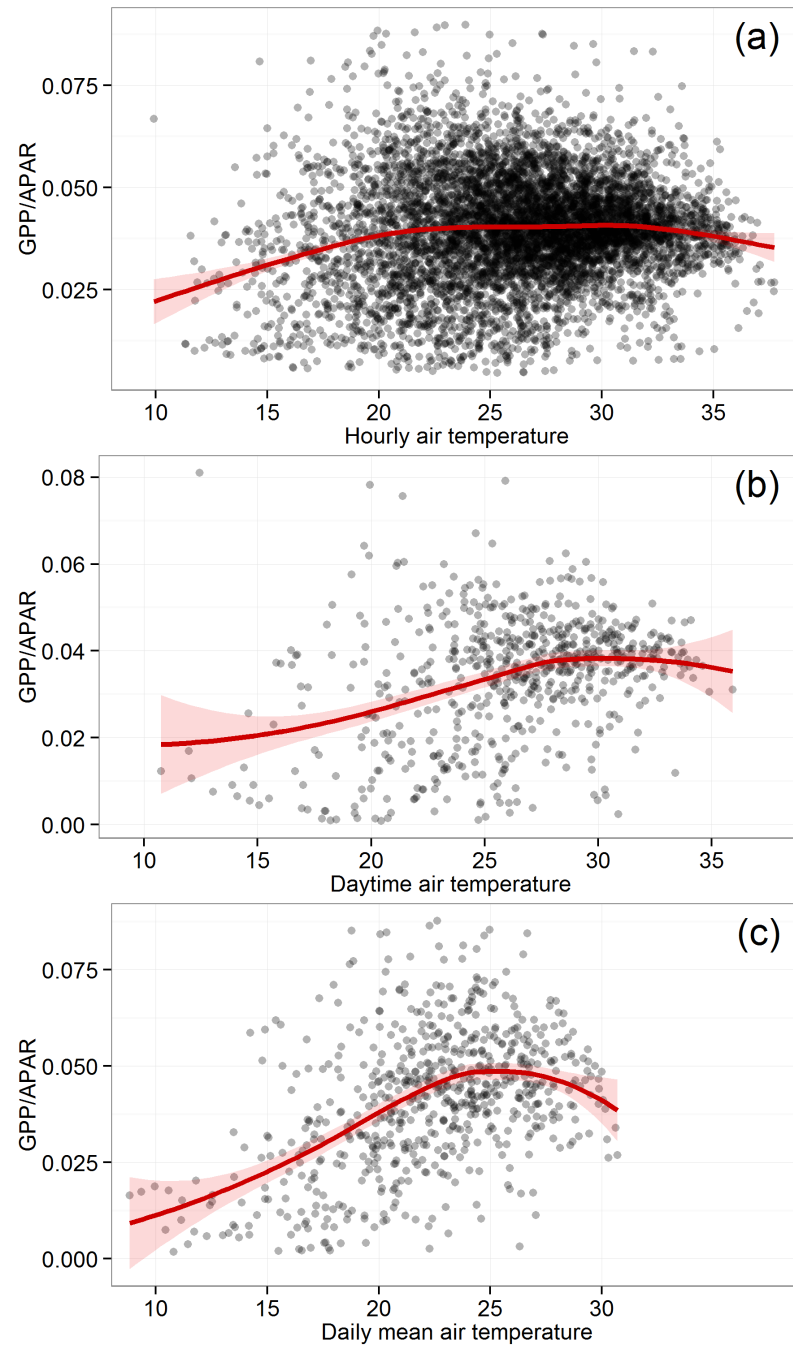 (a)
GPP/APAR
0.075
0.050
0.025
10 15 20 25 30 35
Hourly air temperature
(b)
GPP/APAR
0.08
0.06
0.04
0.02
0.00
10 15 20 25 30 35
Daytime air temperature
(c)
GPP/APAR
0.075
0.050
0.025
0.000
10 15 20 25 30
Daily mean air temperature